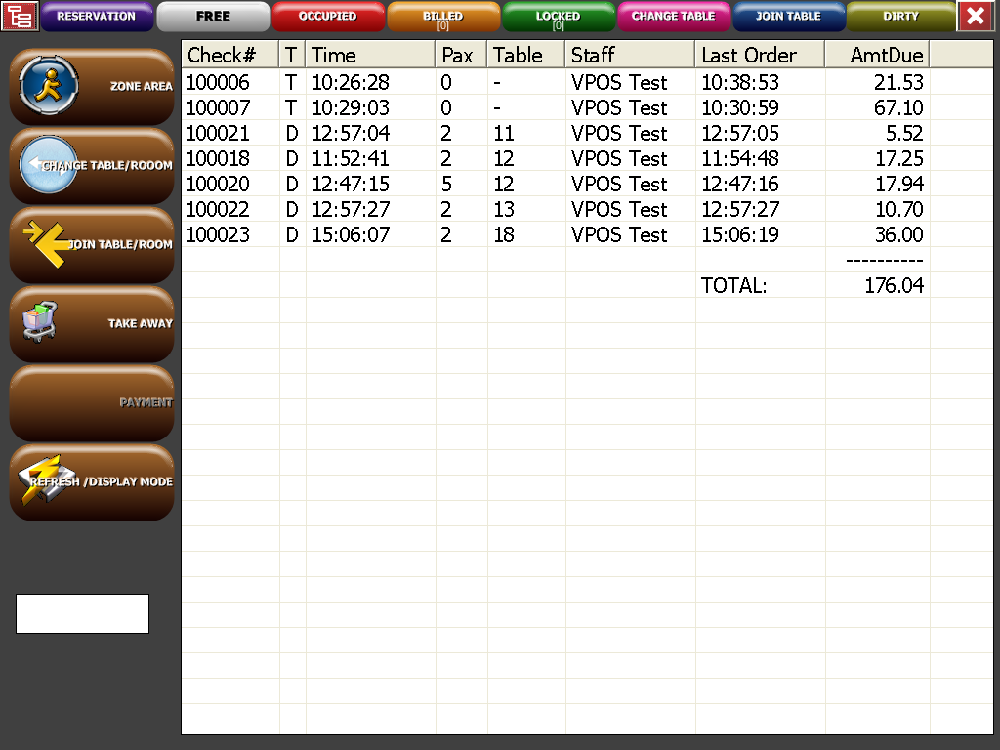 RESERVATION FREE OCCUPIED BILLED [0] LOCKED [0] CHANGE TABLE JOIN TABLE DIRTY
ZONE AREA
CHANGE TABLE/ROOOM
JOIN TABLE/ROOM
TAKE AWAY
PAYMENT
REFRESH /DISPLAY MODE
Check# T Time Pax Table Staff Last Order AmtDue
100006 T 10:26:28 0 - VPOS Test 10:38:53 21.53
100007 T 10:29:03 0 - VPOS Test 10:30:59 67.10
100021 D 12:57:04 2 11 VPOS Test 12:57:05 5.52
100018 D 11:52:41 2 12 VPOS Test 11:54:48 17.25
100020 D 12:47:15 5 12 VPOS Test 12:47:16 17.94
100022 D 12:57:27 2 13 VPOS Test 12:57:27 10.70
100023 D 15:06:07 2 18 VPOS Test 15:06:19 36.00
----------
TOTAL: 176.04